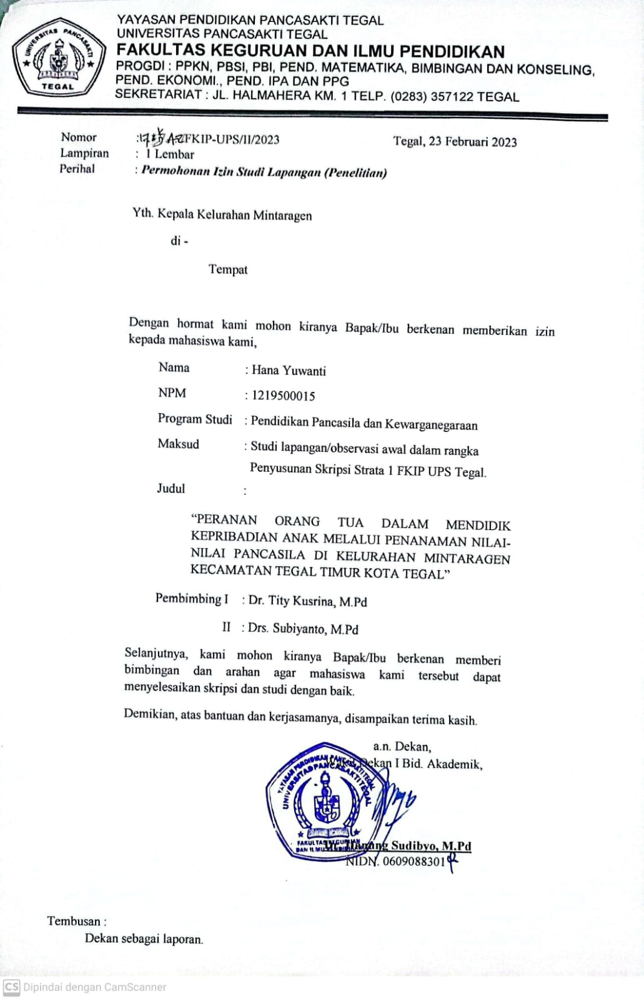 YAYASAN PENDIDIKAN PANCASAKTI TEGAL
UNIVERSITAS PANCASAKTI TEGAL
FAKULTAS KEGURUAN DAN ILMU PENDIDIKAN
PROGDI : PPKN, PBSI, PBI, PEND. MATEMATIKA, BIMBINGAN DAN KONSELING,
PEND. EKONOMI., PEND. IPA DAN PPG
SEKRETARIAT : JL. HALMAHERA KM. 1 TELP. (0283) 357122 TEGAL
UNIVERSITAS PANCASAKTI
TEGAL
Nomor : /FKIP-UPS/II/2023 Tegal, 23 Februari 2023
Lampiran : 1 Lembar
Perihal : Permohonan Izin Studi Lapangan (Penelitian)
Yth. Kepala Kelurahan Mintaragen
di -
Tempat
Dengan hormat kami mohon kiranya Bapak/Ibu berkenan memberikan izin
kepada mahasiswa kami,
Nama : Hana Yuwanti
NPM : 1219500015
Program Studi : Pendidikan Pancasila dan Kewarganegaraan
Maksud : Studi lapangan/observasi awal dalam rangka
Penyusunan Skripsi Strata 1 FKIP UPS Tegal.
Judul :
“PERANAN ORANG TUA DALAM MENDIDIK
KEPRIBADIAN ANAK MELALUI PENANAMAN NILAI-
NILAI PANCASILA DI KELURAHAN MINTARAGEN
KECAMATAN TEGAL TIMUR KOTA TEGAL”
Pembimbing I : Dr. Tity Kusrina, M.Pd
II : Drs. Subiyanto, M.Pd
Selanjutnya, kami mohon kiranya Bapak/Ibu berkenan memberi
bimbingan dan arahan agar mahasiswa kami tersebut dapat
menyelesaikan skripsi dan studi dengan baik.
Demikian, atas bantuan dan kerjasamanya, disampaikan terima kasih.
a.n. Dekan,
Wakil Dekan I Bid. Akademik,
YAYASAN PENDIDIKAN PANCASAKTI TEGAL
UNIVERSITAS PANCASAKTI TEGAL
FAKULTAS KEGURUAN
DAN ILMU PENDIDIKAN
Dr. Hanung Sudibyo, M.Pd
NIDN. 0609088301
Tembusan :
Dekan sebagai laporan.
CS Dipindai dengan CamScanner